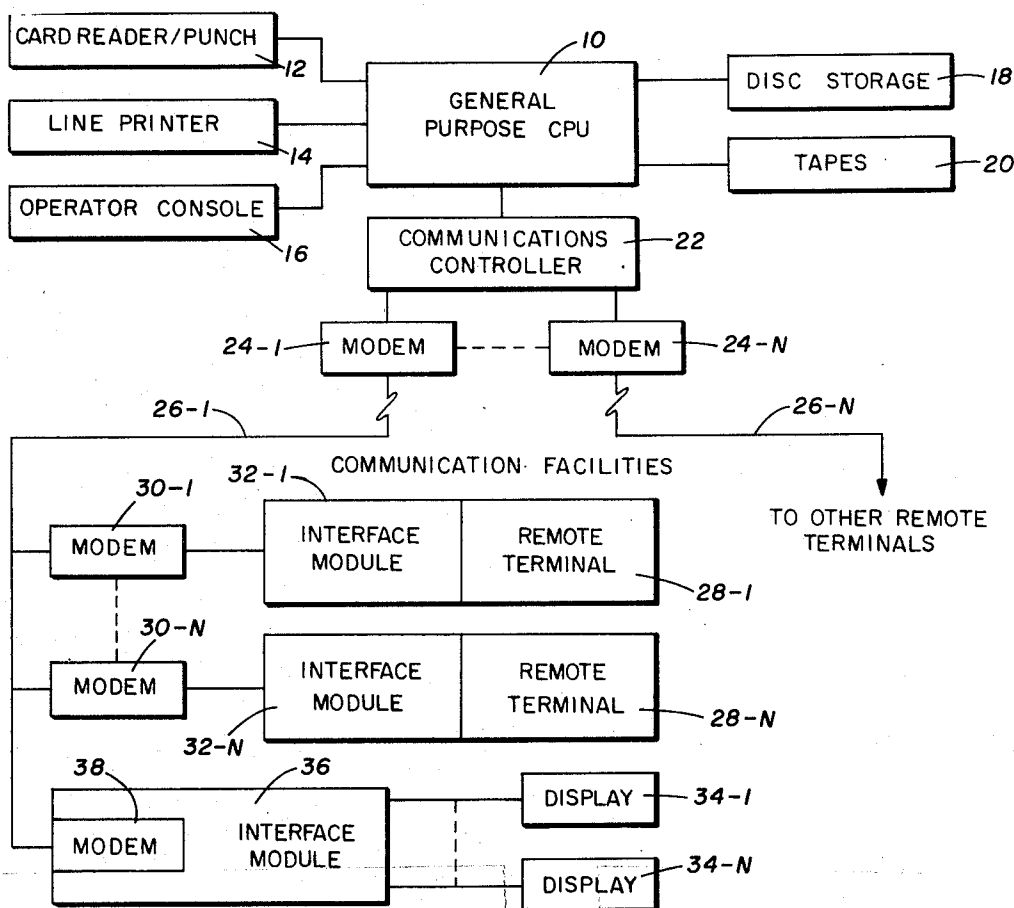 CARD READER/PUNCH
12
10
GENERAL
PURPOSE CPU
DISC STORAGE
18
LINE PRINTER
14
TAPES
20
OPERATOR CONSOLE
16
COMMUNICATIONS
CONTROLLER
22
24-1
MODEM
MODEM
24-N
26-1
26-N
COMMUNICATION FACILITIES
TO OTHER REMOTE
TERMINALS
30-1
MODEM
32-1
INTERFACE
MODULE
REMOTE
TERMINAL
28-1
30-N
MODEM
INTERFACE
MODULE
32-N
REMOTE
TERMINAL
28-N
38
MODEM
36
INTERFACE
MODULE
DISPLAY
34-1
DISPLAY
34-N